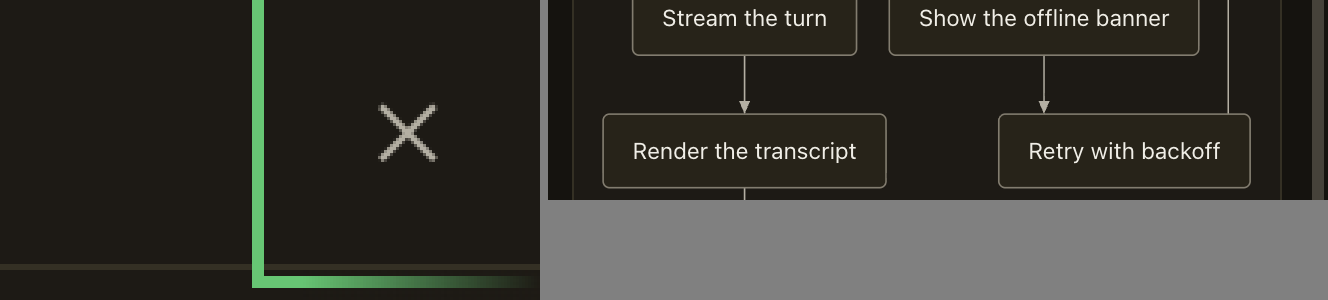 Stream the turn
Show the offline banner
Render the transcript
Retry with backoff